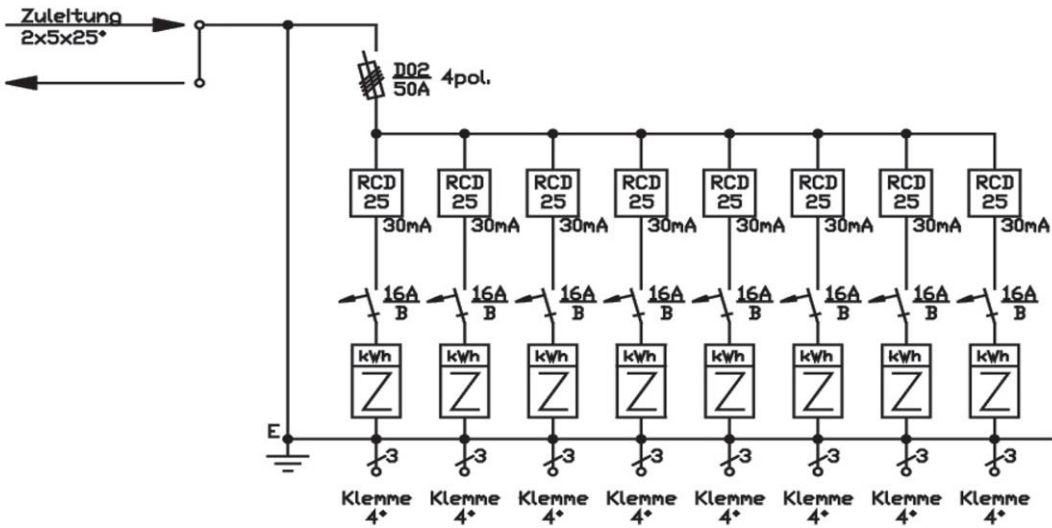 Zuleitung
2x5x25°
D02
50A
4pol.
RCD RCD RCD RCD RCD RCD RCD RCD
25 25 25 25 25 25 25 25
30mA 30mA 30mA 30mA 30mA 30mA 30mA 30mA
16A 16A 16A 16A 16A 16A 16A 16A
B B B B B B B B
kWh kWh kWh kWh kWh kWh kWh kWh
Z Z Z Z Z Z Z Z
E
3 3 3 3 3 3 3 3
Klemme Klemme Klemme Klemme Klemme Klemme Klemme Klemme
4° 4° 4° 4° 4° 4° 4° 4°